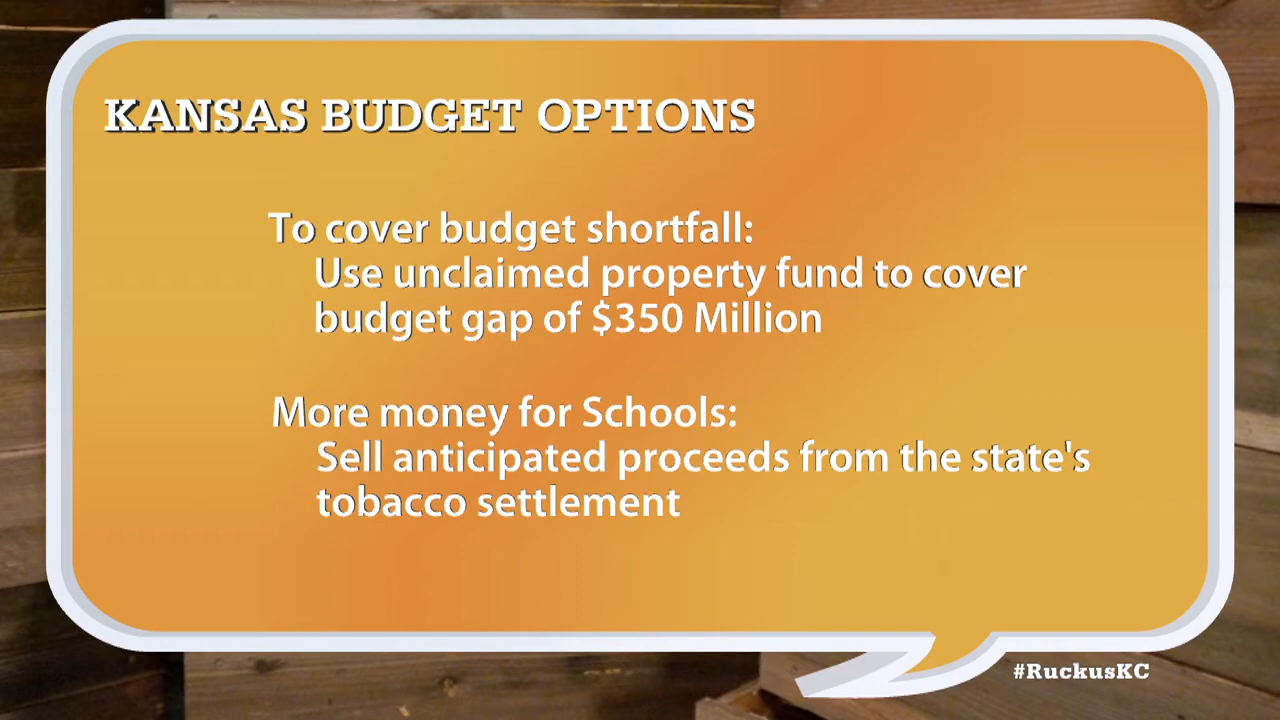 KANSAS BUDGET OPTIONS
To cover budget shortfall:
Use unclaimed property fund to cover
budget gap of $350 Million
More money for Schools:
Sell anticipated proceeds from the state's
tobacco settlement
#RuckusKC